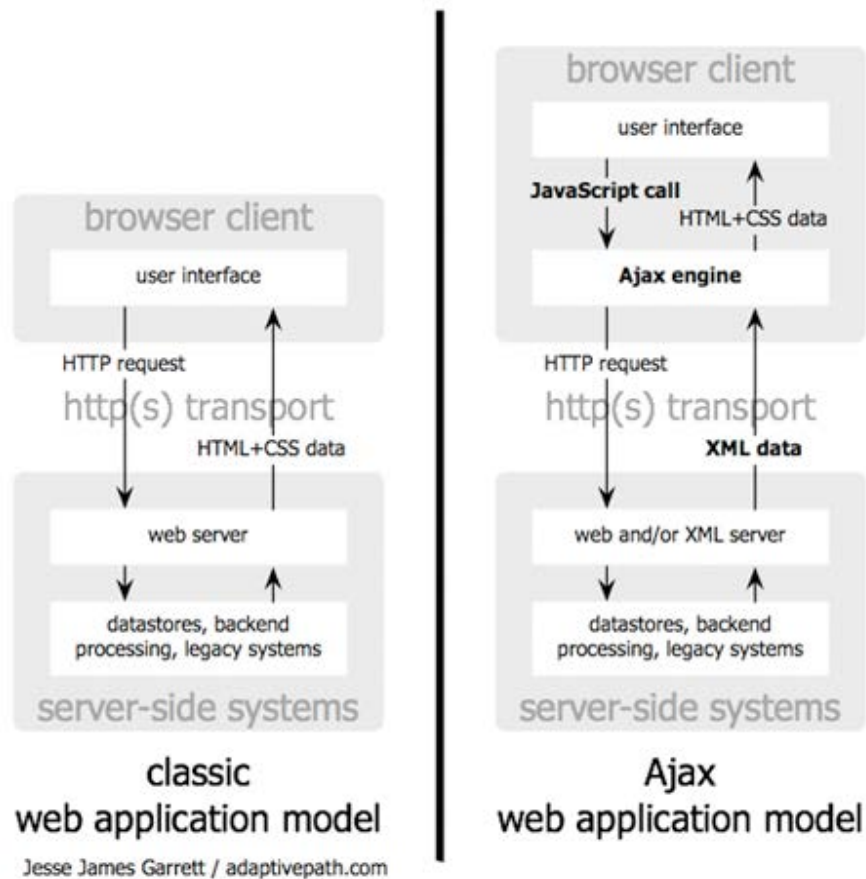 browser client
user interface
HTTP request
http(s) transport
HTML+CSS data
web server
datastores, backend
processing, legacy systems
server-side systems
classic
web application model
Jesse James Garrett / adaptivepath.com
browser client
user interface
JavaScript call
HTML+CSS data
Ajax engine
HTTP request
http(s) transport
XML data
web and/or XML server
datastores, backend
processing, legacy systems
server-side systems
Ajax
web application model